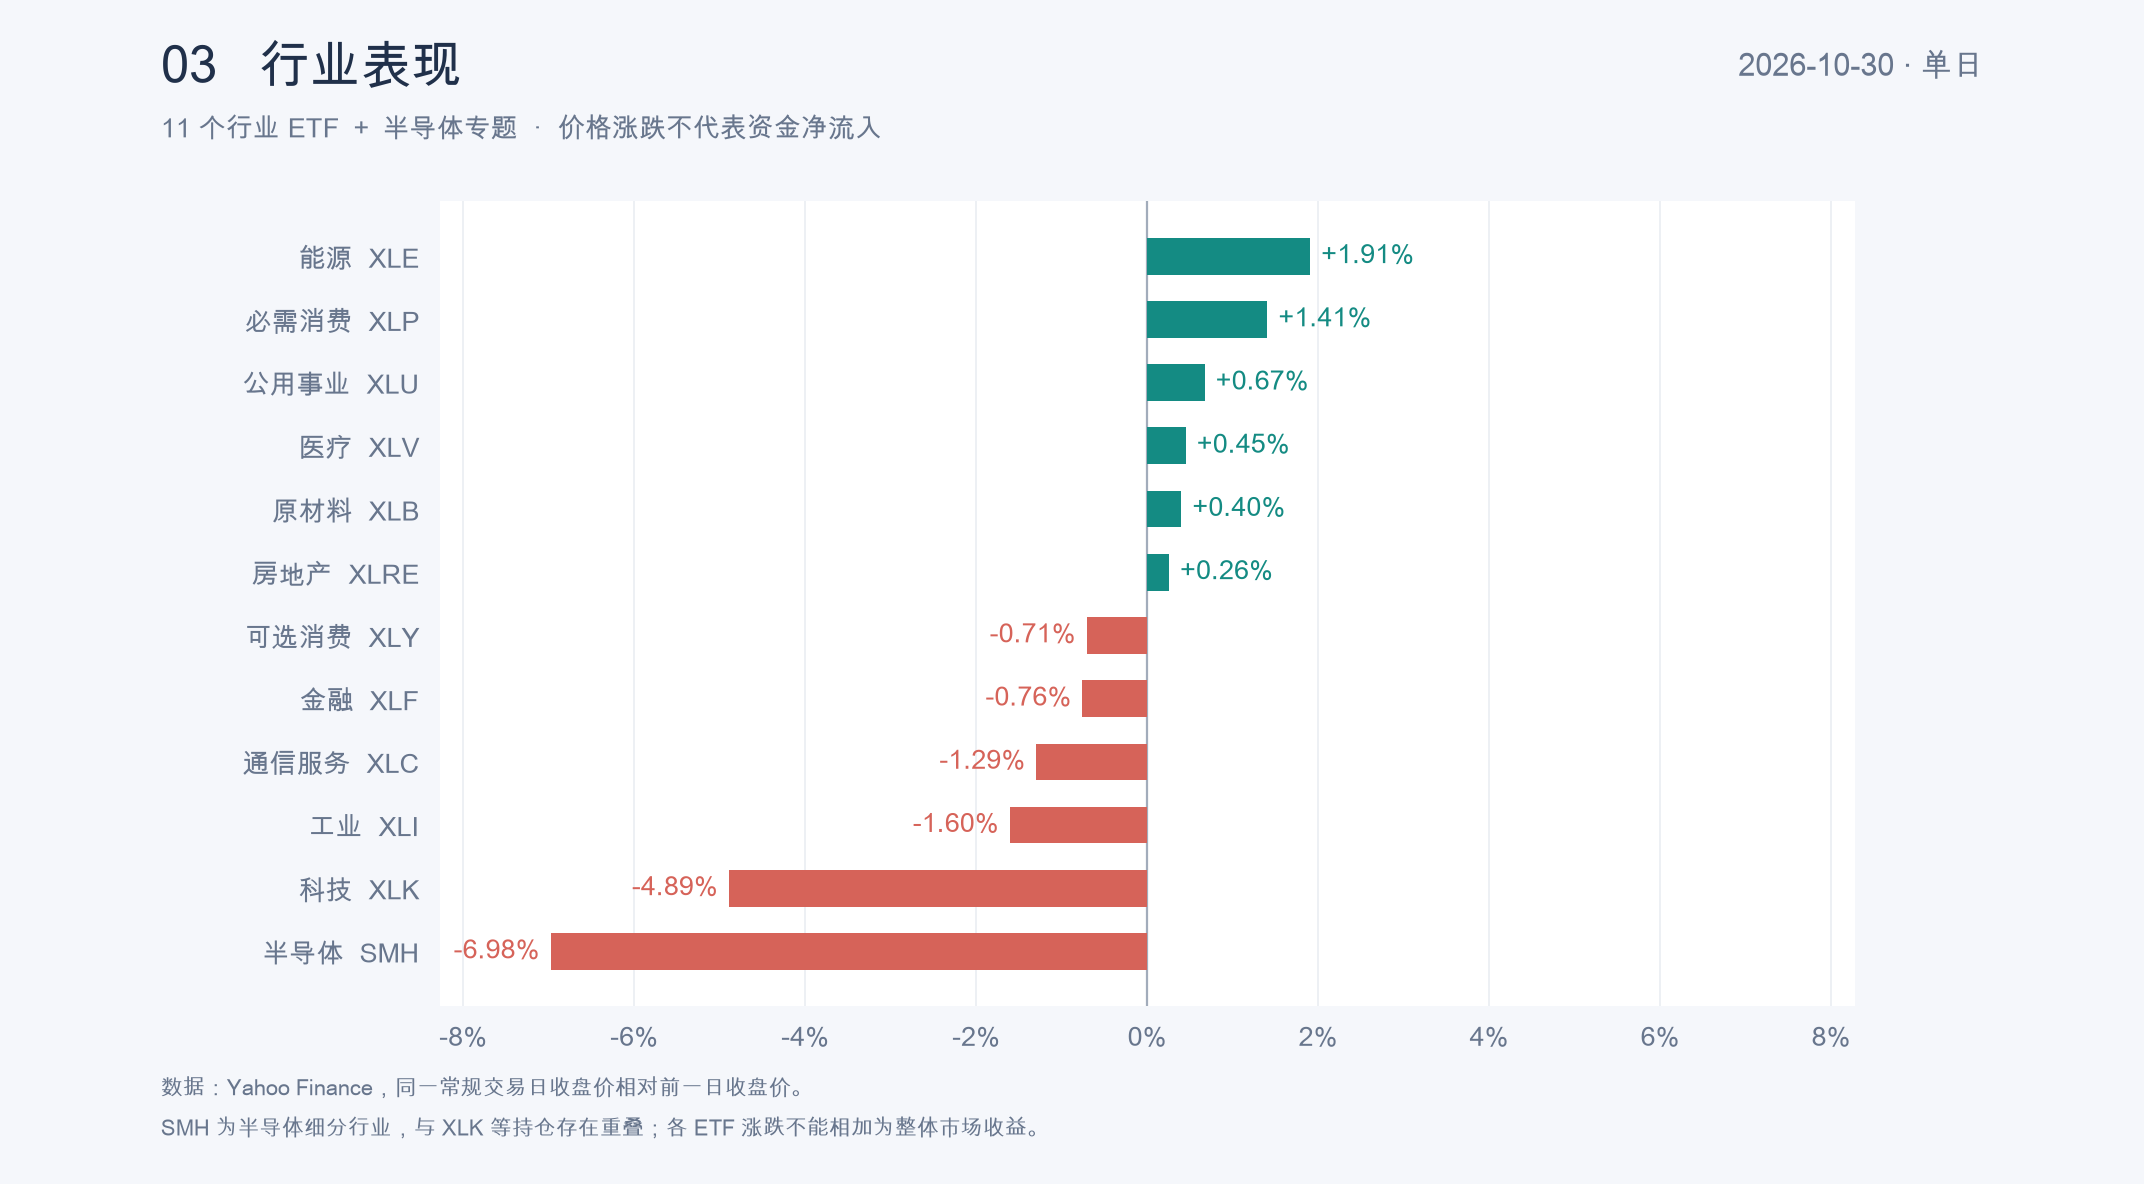 03 行业表现
2026-10-30 · 单日
11 个行业 ETF + 半导体专题 · 价格涨跌不代表资金净流入
能源 XLE +1.91%
必需消费 XLP +1.41%
公用事业 XLU +0.67%
医疗 XLV +0.45%
原材料 XLB +0.40%
房地产 XLRE +0.26%
可选消费 XLY -0.71%
金融 XLF -0.76%
通信服务 XLC -1.29%
工业 XLI -1.60%
科技 XLK -4.89%
半导体 SMH -6.98%
-8% -6% -4% -2% 0% 2% 4% 6% 8%
数据：Yahoo Finance，同一常规交易日收盘价相对前一日收盘价。
SMH 为半导体细分行业，与 XLK 等持仓存在重叠；各 ETF 涨跌不能相加为整体市场收益。